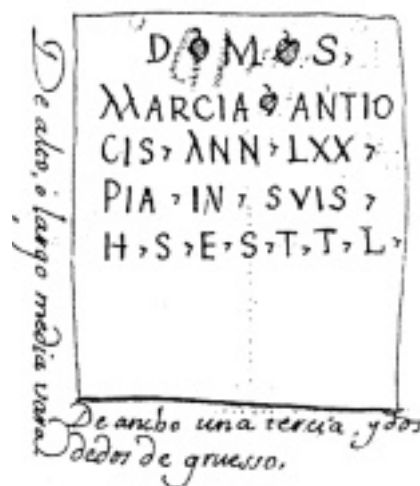 D M S,
MARCIA ANTIO
CIS, ANN, LXX,
PIA, IN, SVIS,
H, S, E, S, T, T, L,
De alto, o largo media vara
De ancho una tercia, y dos
dedos de gruesso.